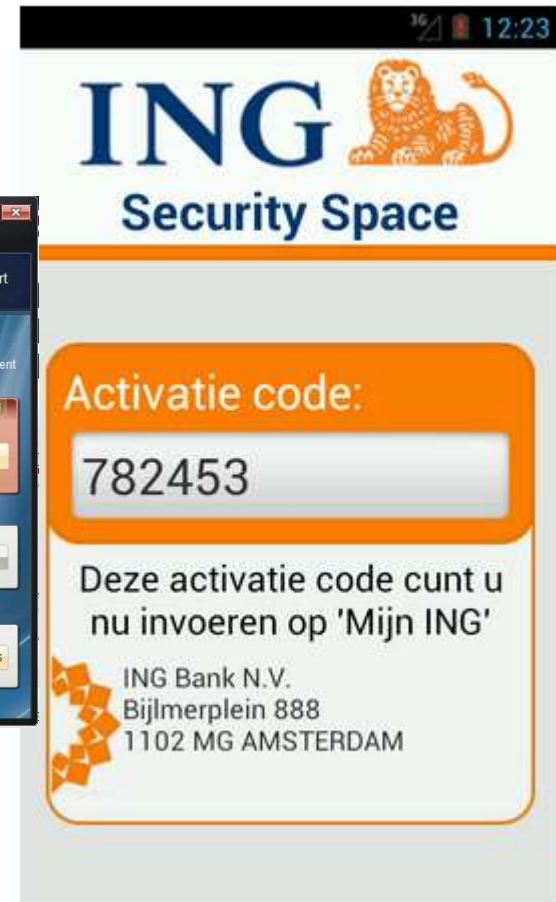 3G 12:23
ING
Security Space
Activatie code:
782453
Deze activatie code cunt u
nu invoeren op 'Mijn ING'
ING Bank N.V.
Bijlmerplein 888
1102 MG AMSTERDAM